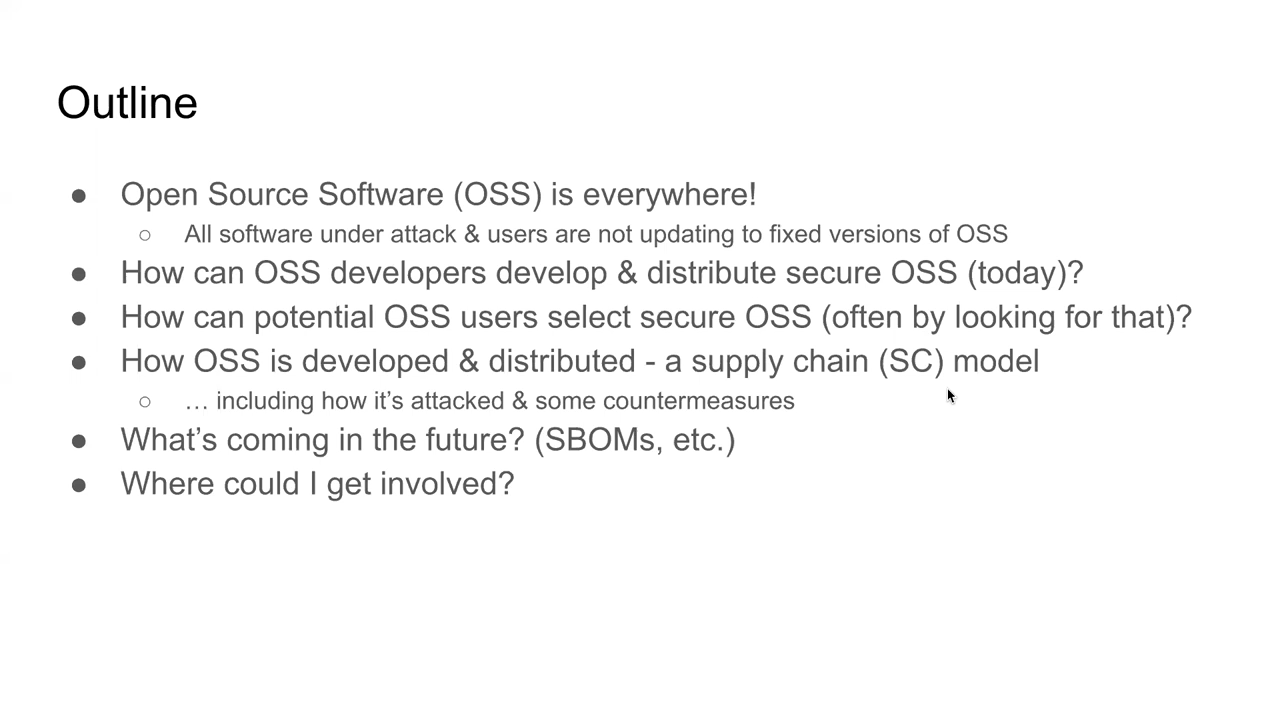 Outline
● Open Source Software (OSS) is everywhere!
○ All software under attack & users are not updating to fixed versions of OSS
● How can OSS developers develop & distribute secure OSS (today)?
● How can potential OSS users select secure OSS (often by looking for that)?
● How OSS is developed & distributed - a supply chain (SC) model
○ … including how it’s attacked & some countermeasures
● What’s coming in the future? (SBOMs, etc.)
● Where could I get involved?